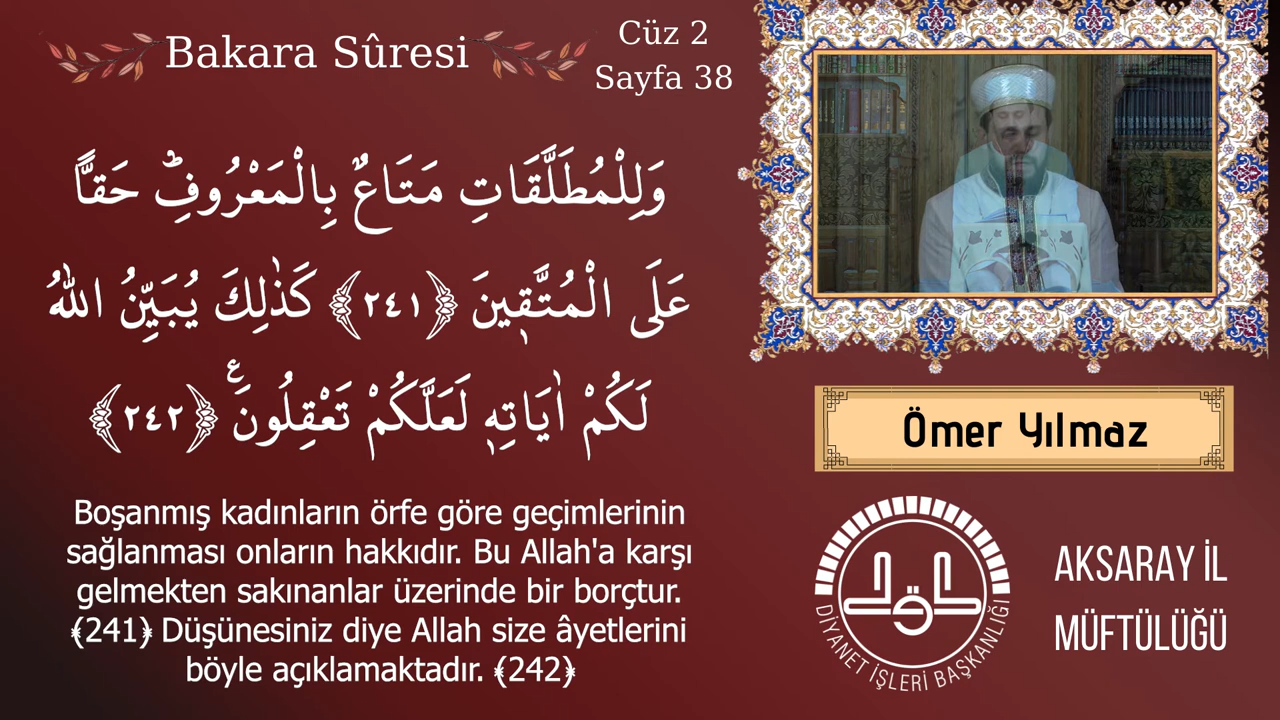 Bakara Sûresi
Cüz 2
Sayfa 38
وَلِلْمُطَلَّقَاتِ مَتَاعٌ بِالْمَعْرُوفِۜ حَقاًّ
عَلَى الْمُتَّق۪ينَ ﴿٢٤١﴾ كَذٰلِكَ يُبَيِّنُ اللّٰهُ
لَكُمْ اٰيَاتِه۪ لَعَلَّكُمْ تَعْقِلُونَ۟ ﴿٢٤٢﴾
Boşanmış kadınların örfe göre geçimlerinin
sağlanması onların hakkıdır. Bu Allah'a karşı
gelmekten sakınanlar üzerinde bir borçtur.
﴾241﴿ Düşünesiniz diye Allah size âyetlerini
böyle açıklamaktadır. ﴾242﴿
Ömer Yılmaz
DİYANET İŞLERİ BAŞKANLIĞI
AKSARAY İL
MÜFTÜLÜĞÜ